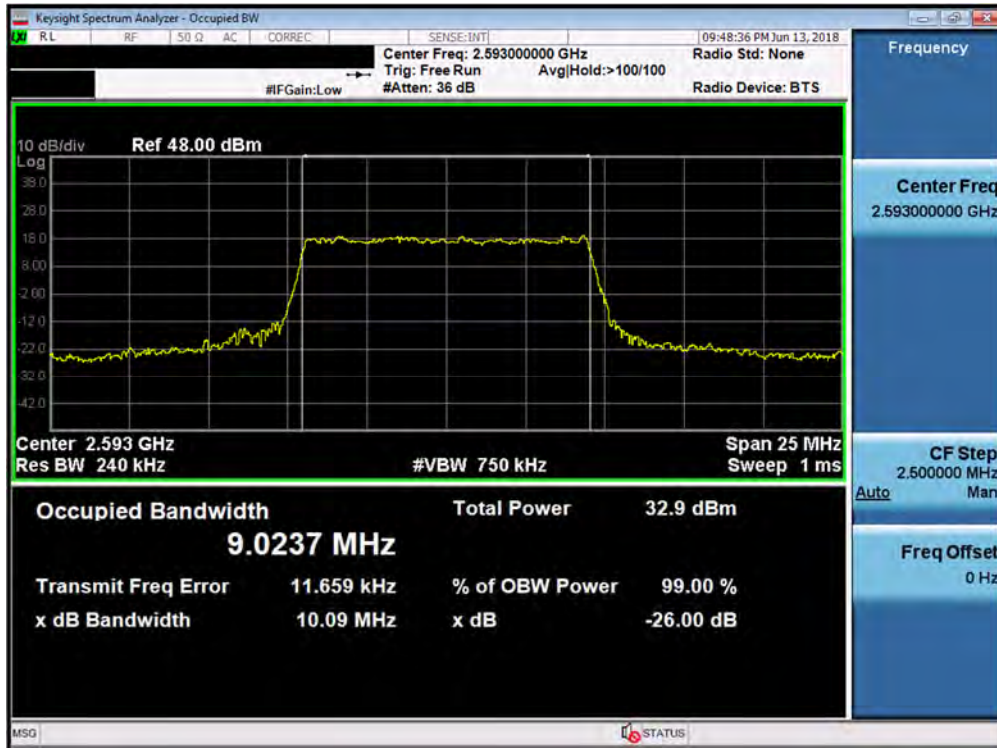 Keysight Spectrum Analyzer - Occupied BW
LXI RL RF 50 Ω AC CORREC SENSE:INT 09:48:36 PM Jun 13, 2018
Center Freq: 2.593000000 GHz Radio Std: None
Trig: Free Run Avg|Hold:>100/100
#IFGain:Low #Atten: 36 dB Radio Device: BTS
10 dB/div Ref 48.00 dBm
Log
38.0
28.0
18.0
8.00
-2.00
-12.0
-22.0
-32.0
-42.0
Center 2.593 GHz Span 25 MHz
Res BW 240 kHz #VBW 750 kHz Sweep 1 ms
Occupied Bandwidth Total Power 32.9 dBm
9.0237 MHz
Transmit Freq Error 11.659 kHz % of OBW Power 99.00 %
x dB Bandwidth 10.09 MHz x dB -26.00 dB
MSG STATUS
Frequency
Center Freq
2.593000000 GHz
CF Step
2.500000 MHz
Auto Man
Freq Offset
0 Hz